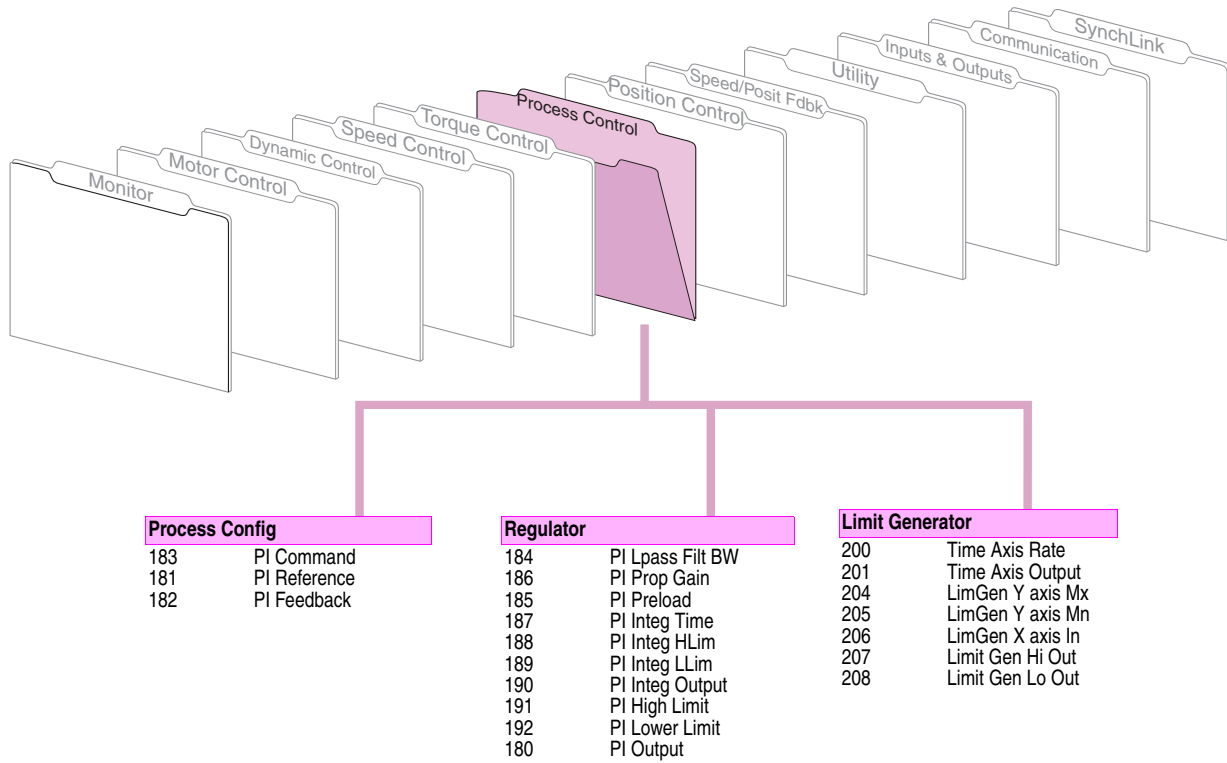 SynchLink
Communication
Inputs & Outputs
Utility
Speed/Posit Fdbk
Position Control
Process Control
Torque Control
Speed Control
Dynamic Control
Motor Control
Monitor
Process Config
183 PI Command
181 PI Reference
182 PI Feedback
Regulator
184 PI Lpass Filt BW
186 PI Prop Gain
185 PI Preload
187 PI Integ Time
188 PI Integ HLim
189 PI Integ LLim
190 PI Integ Output
191 PI High Limit
192 PI Lower Limit
180 PI Output
Limit Generator
200 Time Axis Rate
201 Time Axis Output
204 LimGen Y axis Mx
205 LimGen Y axis Mn
206 LimGen X axis In
207 Limit Gen Hi Out
208 Limit Gen Lo Out